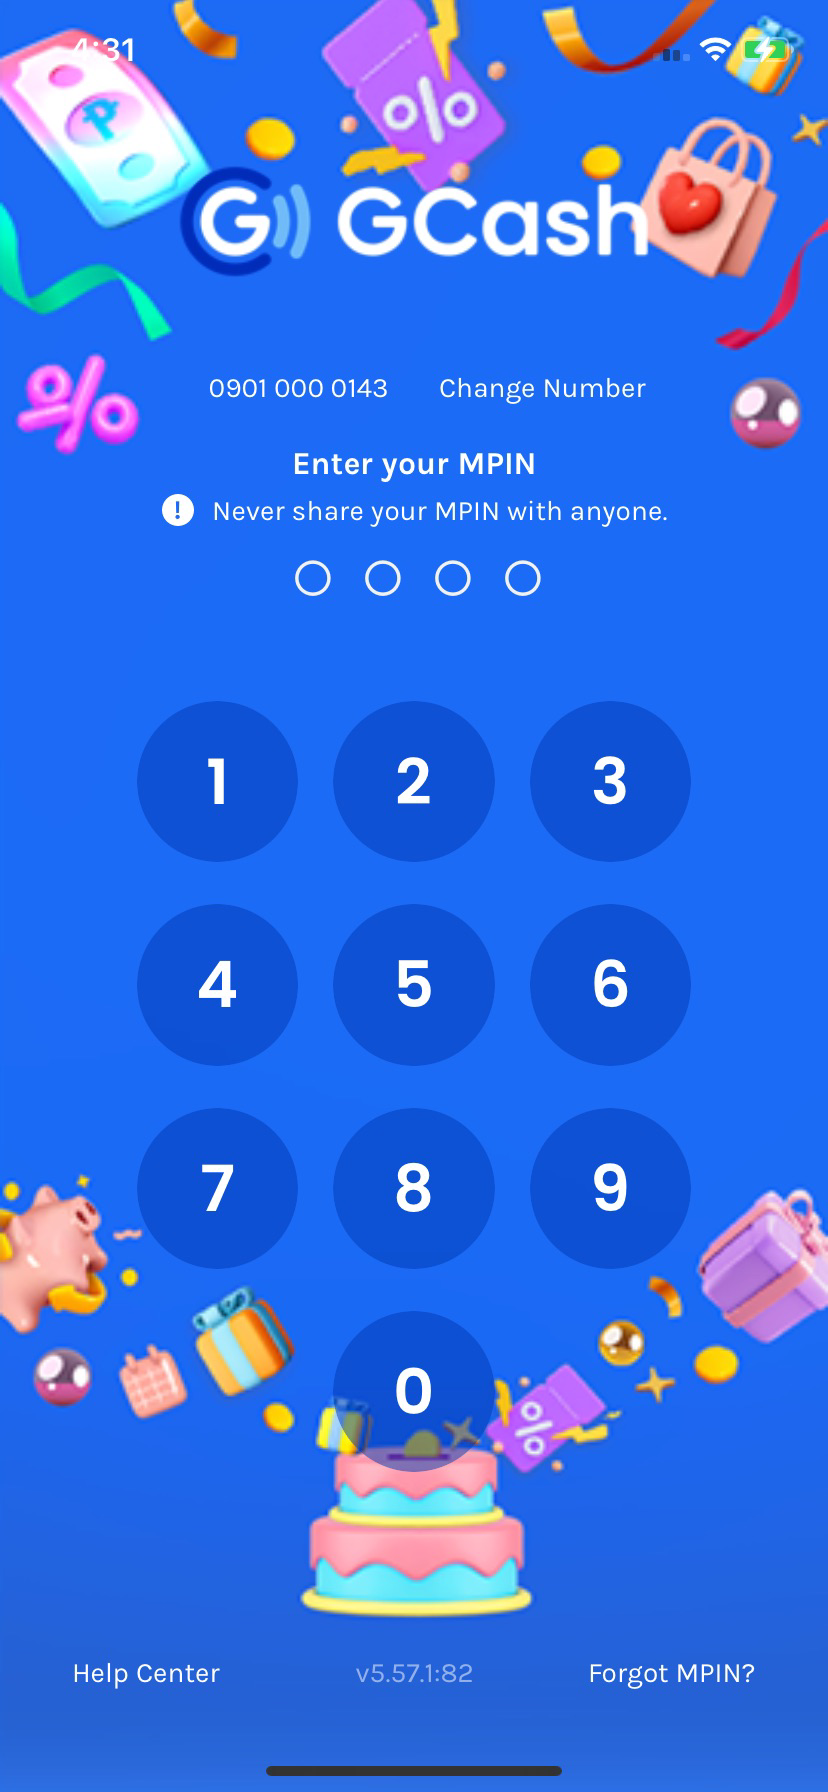 4:31
GCash
0901 000 0143 Change Number
Enter your MPIN
Never share your MPIN with anyone.
1 2 3
4 5 6
7 8 9
0
Help Center v5.57.1:82 Forgot MPIN?